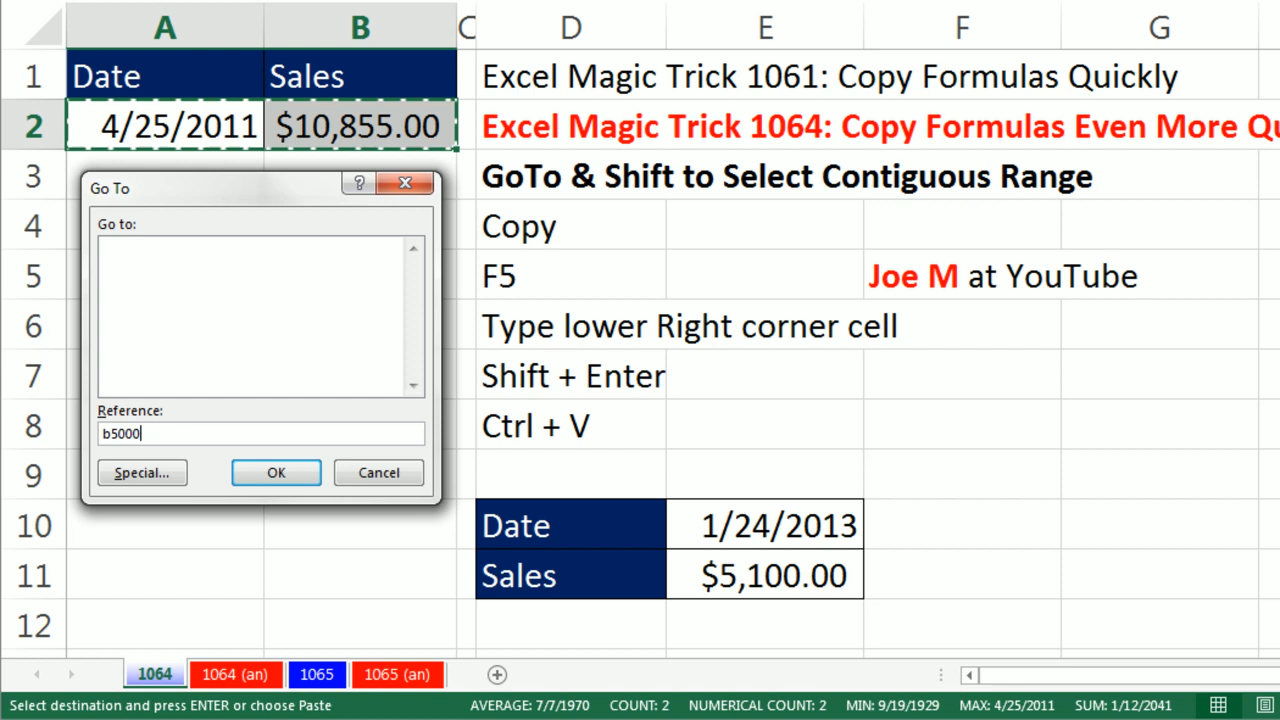 A B C D E F G
1 Date Sales Excel Magic Trick 1061: Copy Formulas Quickly
2 4/25/2011 $10,855.00 Excel Magic Trick 1064: Copy Formulas Even More Qu
3 GoTo & Shift to Select Contiguous Range
4 Copy
5 F5 Joe M at YouTube
6 Type lower Right corner cell
7 Shift + Enter
8 Ctrl + V
9
10 Date 1/24/2013
11 Sales $5,100.00
12
Go To ?
Go to:
Reference:
b5000
Special... OK Cancel
1064 1064 (an) 1065 1065 (an)
Select destination and press ENTER or choose Paste AVERAGE: 7/7/1970 COUNT: 2 NUMERICAL COUNT: 2 MIN: 9/19/1929 MAX: 4/25/2011 SUM: 1/12/2041